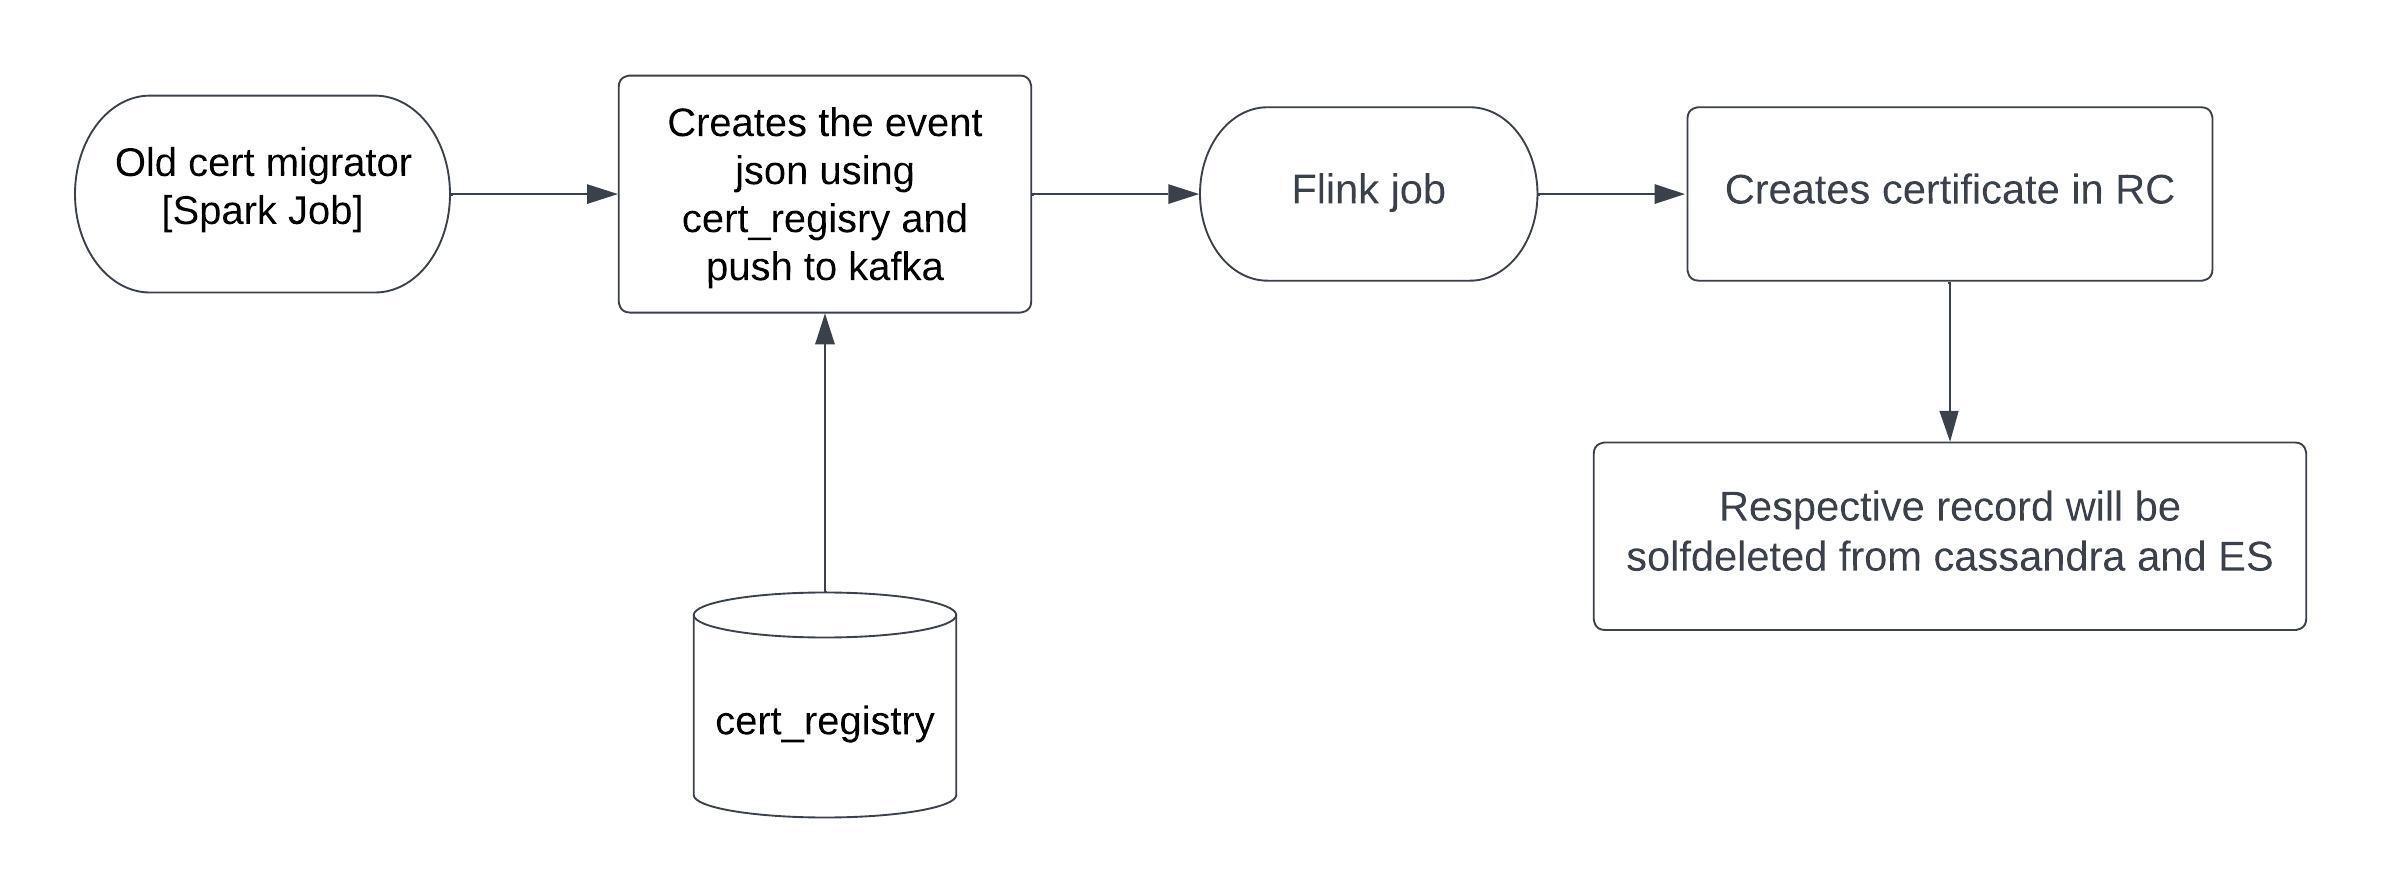 Old cert migrator
[Spark Job]
Creates the event
json using
cert_regisry and
push to kafka
Flink job
Creates certificate in RC
Respective record will be
solfdeleted from cassandra and ES
cert_registry